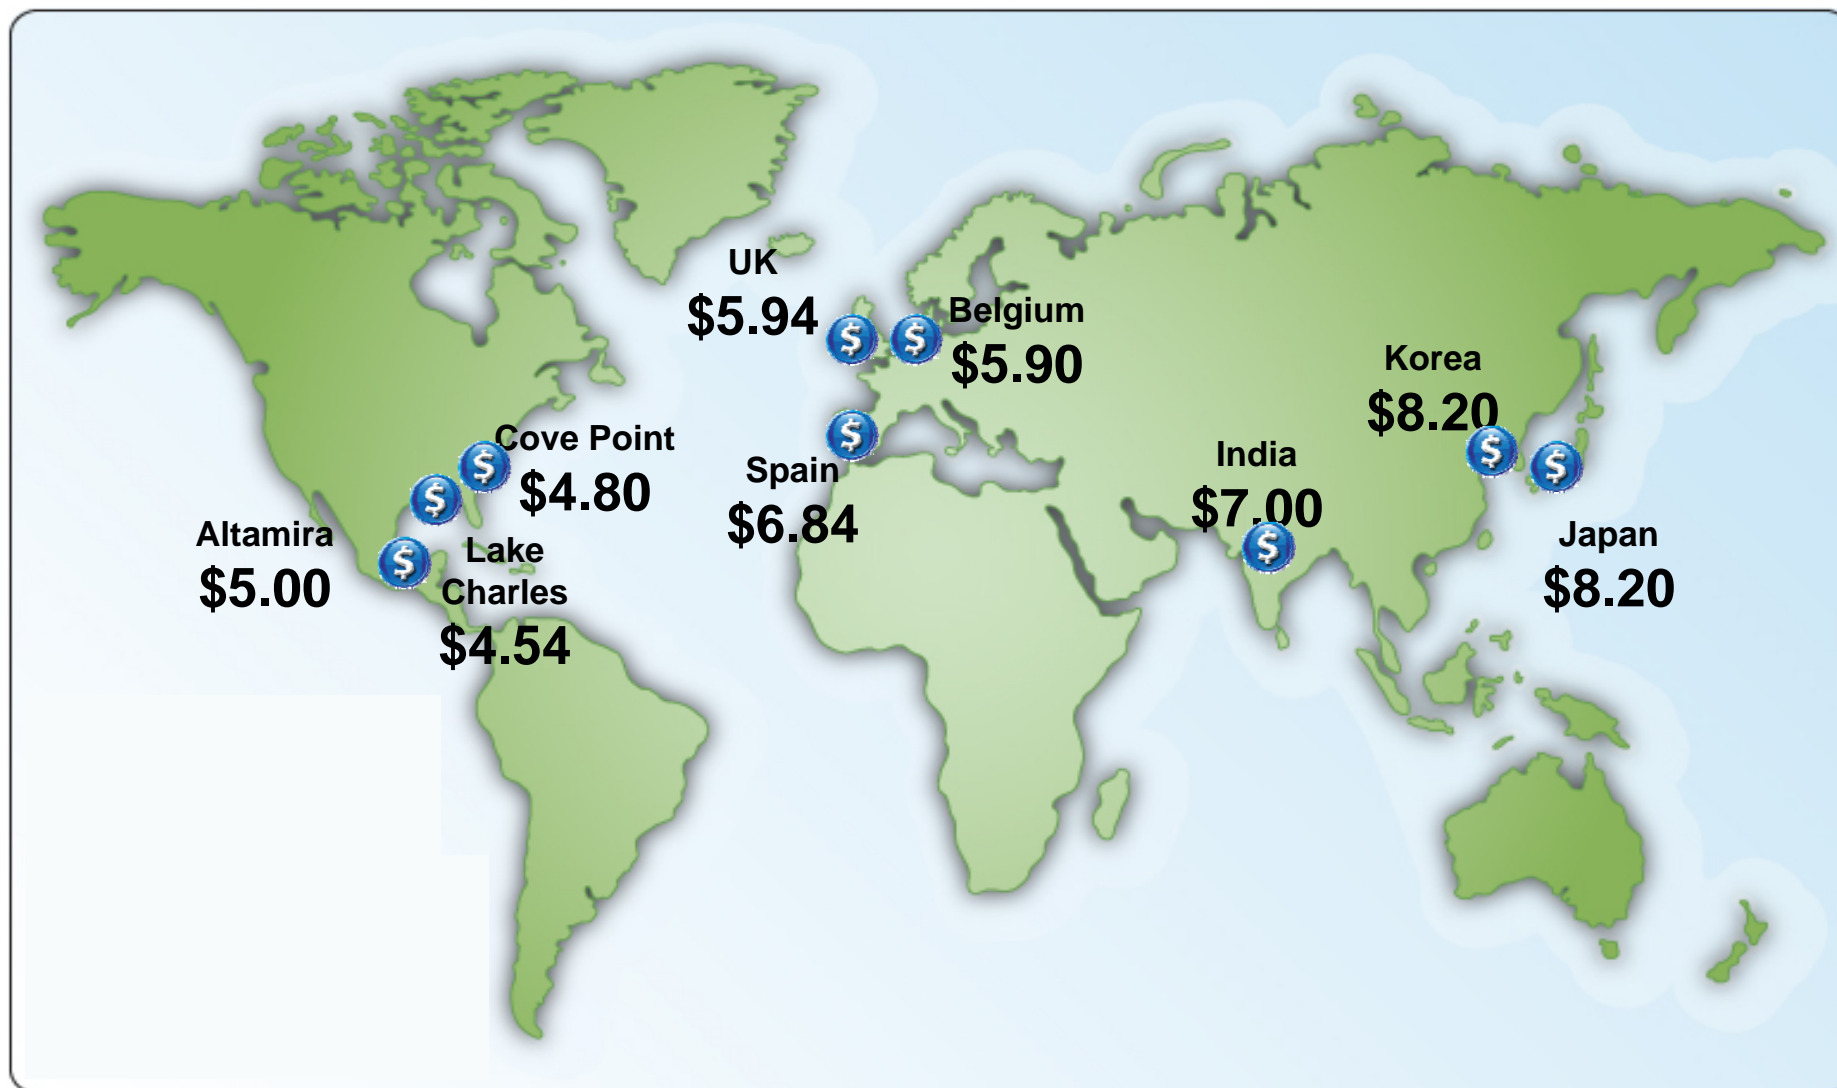 UK
$5.94
Belgium
$5.90
Korea
$8.20
Cove Point
$4.80
Spain
$6.84
India
$7.00
Altamira
$5.00
Lake
Charles
$4.54
Japan
$8.20
$
$
$
$
$
$
$
$
$